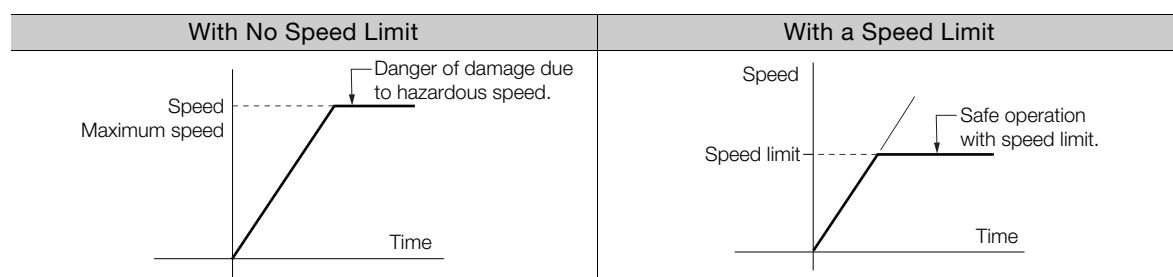 With No Speed Limit
With a Speed Limit
Danger of damage due
to hazardous speed.
Speed
Maximum speed
Time
Speed
Safe operation
with speed limit.
Speed limit
Time